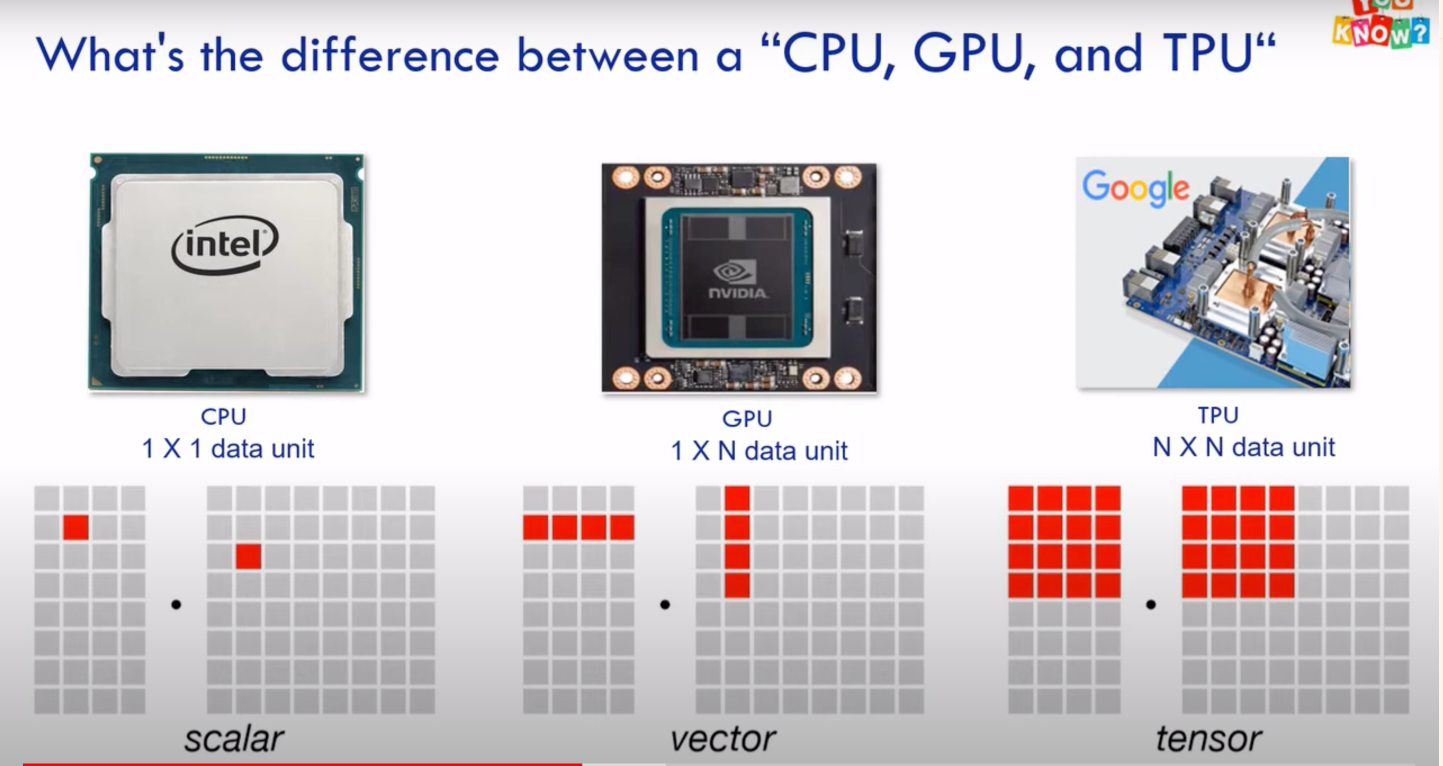 What's the difference between a “CPU, GPU, and TPU“
YOU
KNOW?
intel
NVIDIA.
Google
CPU
1 X 1 data unit
GPU
1 X N data unit
TPU
N X N data unit
scalar
vector
tensor